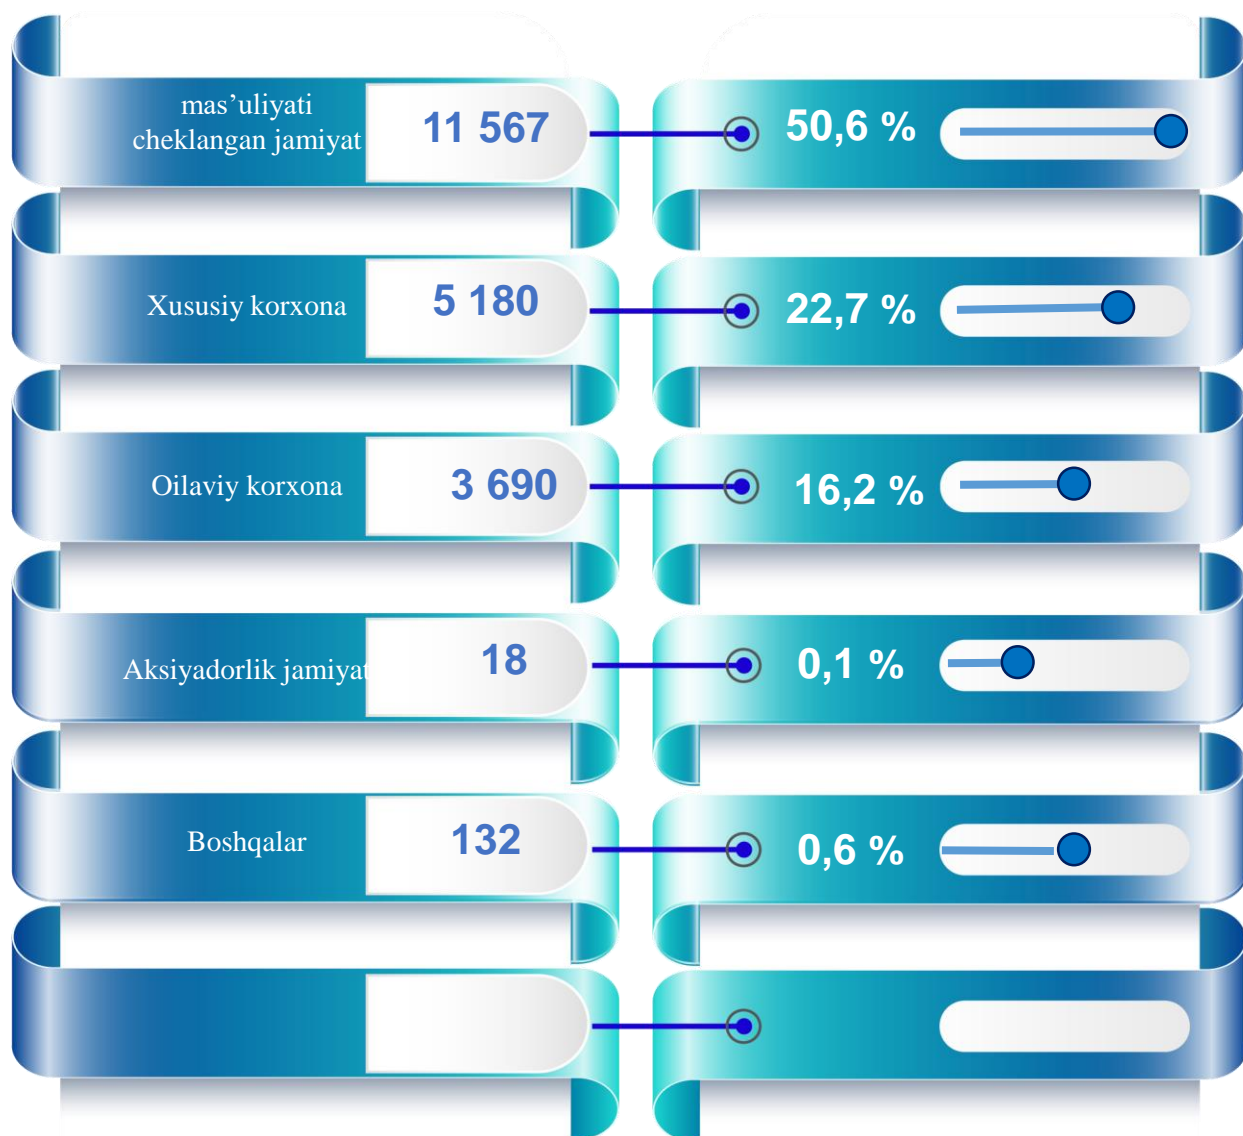 mas’uliyati
cheklangan jamiyat
11 567
50,6 %
Xususiy korxona
5 180
22,7 %
Oilaviy korxona
3 690
16,2 %
Aksiyadorlik jamiyat
18
0,1 %
Boshqalar
132
0,6 %